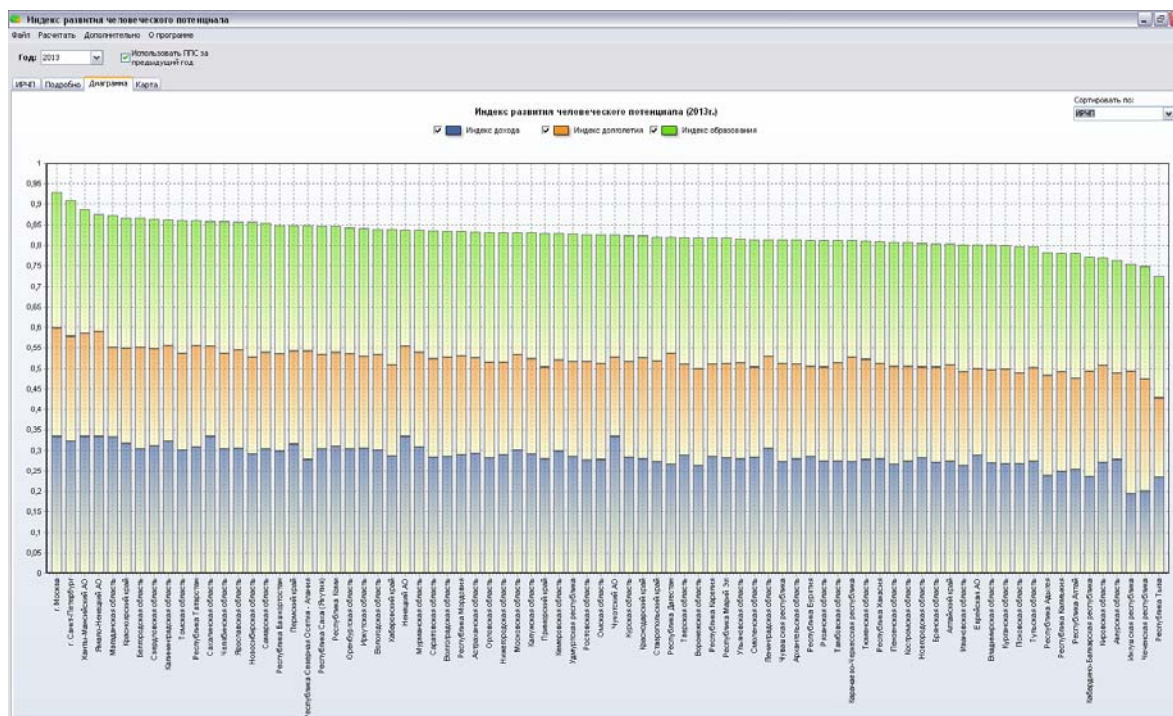 Индекс развития человеческого потенциала
Файл Расчитать Дополнительно О программе
Год: 2013
Использовать ППС за
предыдущий год
ИРЧП Подробно Диаграмма Карта
Сортировать по:
ИРЧП
Индекс развития человеческого потенциала (2013г.)
Индекс дохода Индекс долголетия Индекс образования
1
0,95
0,9
0,85
0,8
0,75
0,7
0,65
0,6
0,55
0,5
0,45
0,4
0,35
0,3
0,25
0,2
0,15
0,1
0,05
0
г. Москва
г. Санкт-Петербург
Ханты-Мансийский АО
Ямало-Ненецкий АО
Магаданская область
Красноярский край
Белгородская область
Свердловская область
Калининградская область
Томская область
Республика Татарстан
Сахалинская область
Челябинская область
Ярославская область
Новосибирская область
Самарская область
Республика Башкортостан
Пермский край
Республика Северная Осетия - Алания
Республика Саха (Якутия)
Республика Коми
Оренбургская область
Иркутская область
Вологодская область
Хабаровский край
Ненецкий АО
Мурманская область
Саратовская область
Волгоградская область
Республика Мордовия
Астраханская область
Орловская область
Нижегородская область
Московская область
Калужская область
Приморский край
Кемеровская область
Удмуртская республика
Ростовская область
Омская область
Чукотский АО
Курская область
Краснодарский край
Ставропольский край
Республика Дагестан
Тверская область
Воронежская область
Республика Карелия
Республика Марий Эл
Ульяновская область
Смоленская область
Ленинградская область
Чувашская республика
Архангельская область
Республика Бурятия
Рязанская область
Тамбовская область
Карачаево-Черкесская республика
Тюменская область
Республика Хакасия
Пензенская область
Костромская область
Новгородская область
Брянская область
Алтайский край
Ивановская область
Еврейская АО
Владимирская область
Курганская область
Псковская область
Тульская область
Республика Адыгея
Республика Калмыкия
Республика Алтай
Кабардино-Балкарская республика
Кировская область
Амурская область
Ингушская республика
Чеченская республика
Республика Тыва